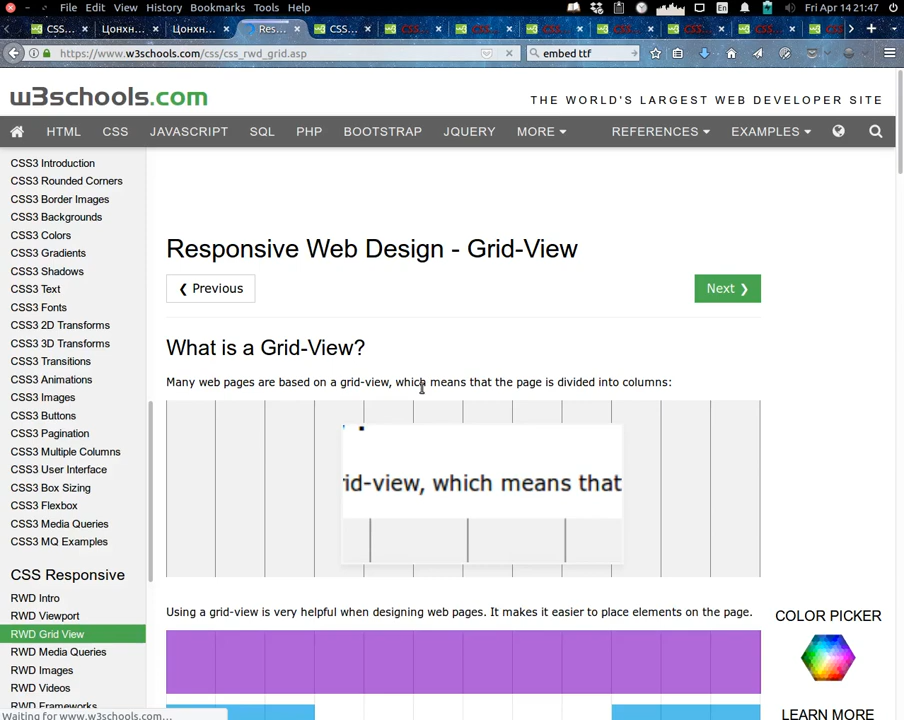 File Edit View History Bookmarks Tools Help
En
Fri Apr 14 21:47
CSS...
Цонхн...
Цонхн...
Res...
CSS...
https://www.w3schools.com/css/css_rwd_grid.asp
embed ttf
w3schools.com
THE WORLD'S LARGEST WEB DEVELOPER SITE
HTML CSS JAVASCRIPT SQL PHP BOOTSTRAP JQUERY MORE REFERENCES EXAMPLES
CSS3 Introduction
CSS3 Rounded Corners
CSS3 Border Images
CSS3 Backgrounds
CSS3 Colors
CSS3 Gradients
CSS3 Shadows
CSS3 Text
CSS3 Fonts
CSS3 2D Transforms
CSS3 3D Transforms
CSS3 Transitions
CSS3 Animations
CSS3 Images
CSS3 Buttons
CSS3 Pagination
CSS3 Multiple Columns
CSS3 User Interface
CSS3 Box Sizing
CSS3 Flexbox
CSS3 Media Queries
CSS3 MQ Examples
CSS Responsive
RWD Intro
RWD Viewport
RWD Grid View
RWD Media Queries
RWD Images
RWD Videos
RWD Frameworks
Waiting for www.w3schools.com...
Responsive Web Design - Grid-View
❮ Previous
Next ❯
What is a Grid-View?
Many web pages are based on a grid-view, which means that the page is divided into columns:
rid-view, which means that
Using a grid-view is very helpful when designing web pages. It makes it easier to place elements on the page.
COLOR PICKER
LEARN MORE